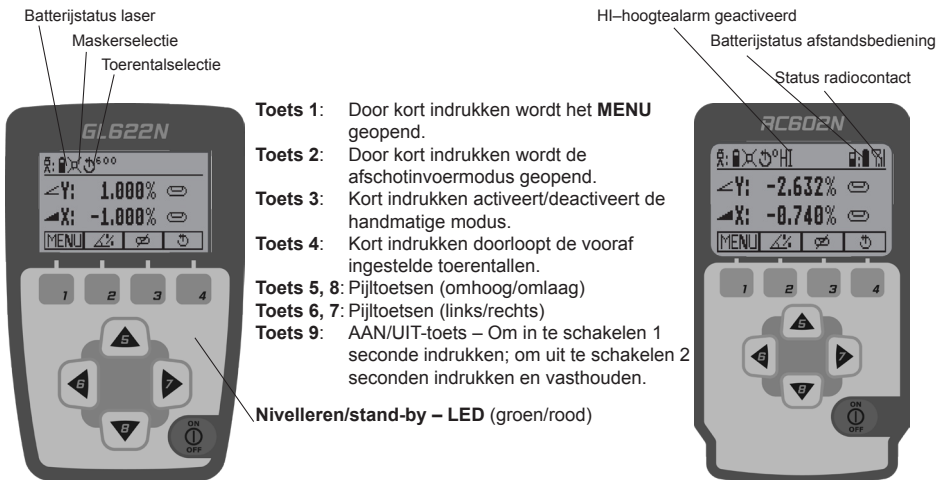 Batterijstatus laser
Maskerselectie
Toerentalselectie
HI–hoogtealarm geactiveerd
Batterijstatus afstandsbediening
Status radiocontact
GL622N
600
Y: 1.000%
X: -1.000%
MENU
1 2 3 4
5
6 7
8
ON
OFF
Toets 1: Door kort indrukken wordt het MENU
geopend.
Toets 2: Door kort indrukken wordt de
afschotinvoermodus geopend.
Toets 3: Kort indrukken activeert/deactiveert de
handmatige modus.
Toets 4: Kort indrukken doorloopt de vooraf
ingestelde toerentallen.
Toets 5, 8: Pijltoetsen (omhoog/omlaag)
Toets 6, 7: Pijltoetsen (links/rechts)
Toets 9: AAN/UIT-toets – Om in te schakelen 1
seconde indrukken; om uit te schakelen 2
seconden indrukken en vasthouden.
Nivelleren/stand-by – LED (groen/rood)
RC602N
HI
Y: -2.632%
X: -0.740%
MENU
1 2 3 4
5
6 7
8
ON
OFF